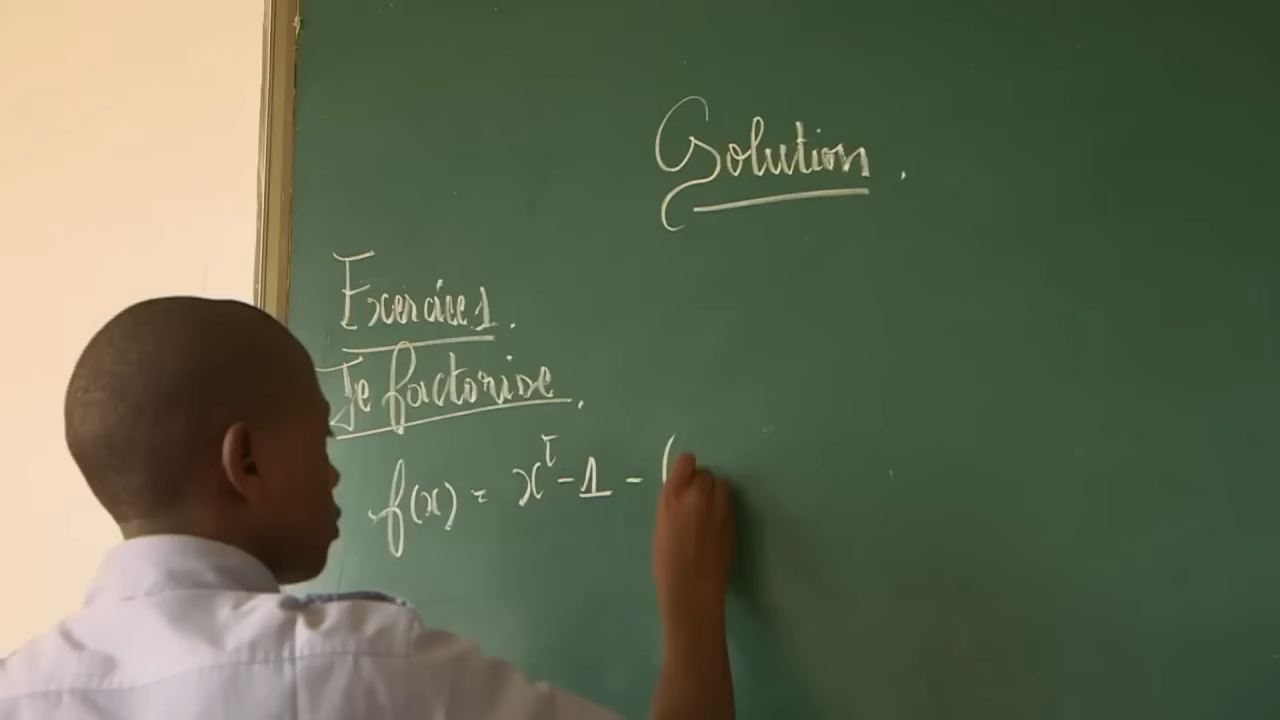 Solution.
Exercice 1.
Je factorise.
f(x) = x² - 1 - (